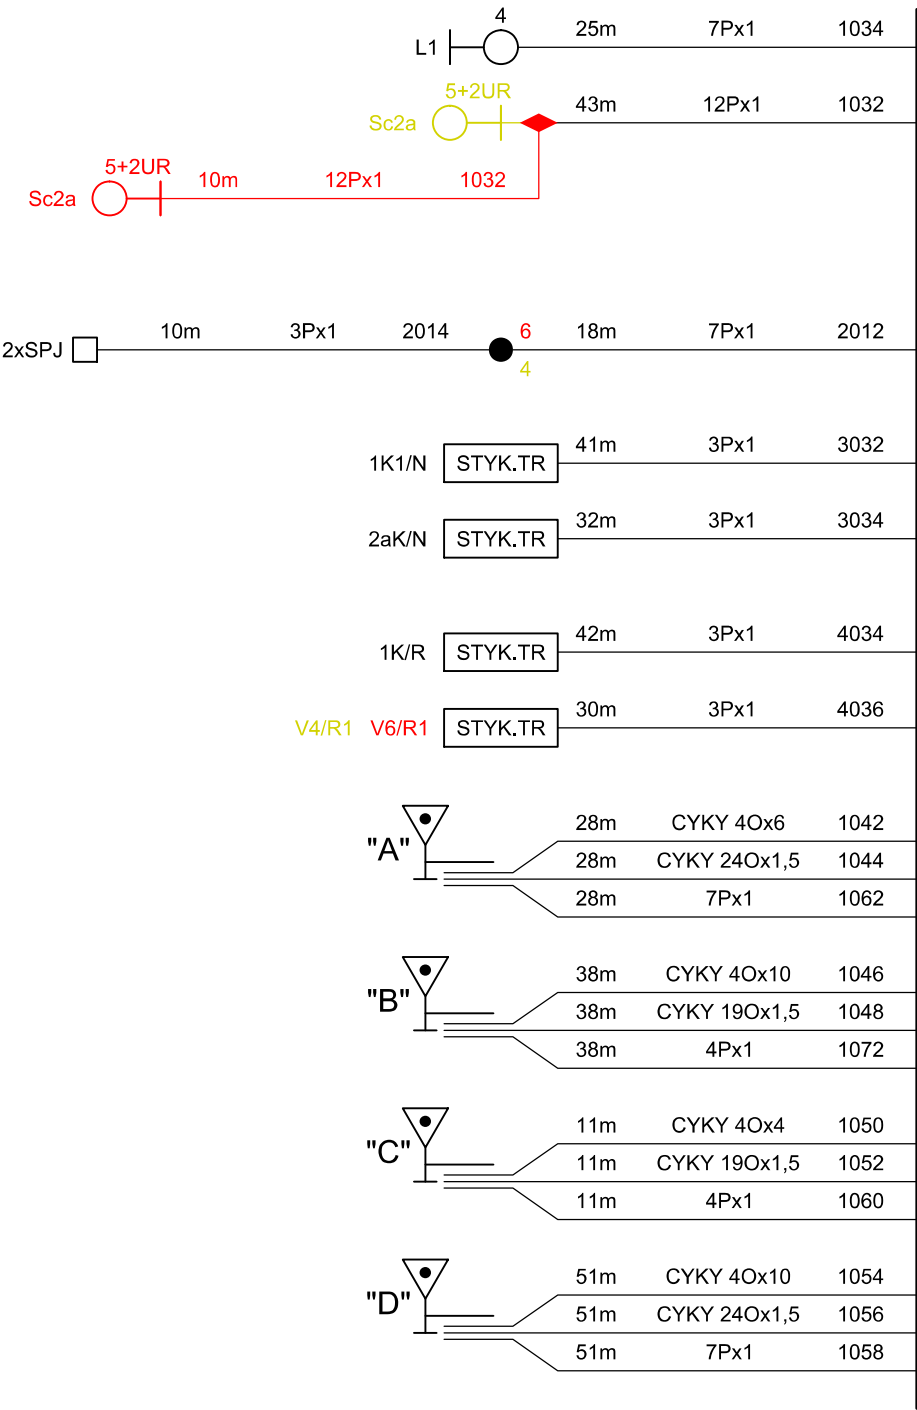 4
L1 25m 7Px1 1034
5+2UR
Sc2a 43m 12Px1 1032
5+2UR
Sc2a 10m 12Px1 1032
2xSPJ 10m 3Px1 2014 6 18m 7Px1 2012
4
1K1/N STYK.TR 41m 3Px1 3032
2aK/N STYK.TR 32m 3Px1 3034
1K/R STYK.TR 42m 3Px1 4034
V4/R1 V6/R1 STYK.TR 30m 3Px1 4036
"A" 28m CYKY 4Ox6 1042
28m CYKY 24Ox1,5 1044
28m 7Px1 1062
"B" 38m CYKY 4Ox10 1046
38m CYKY 19Ox1,5 1048
38m 4Px1 1072
"C" 11m CYKY 4Ox4 1050
11m CYKY 19Ox1,5 1052
11m 4Px1 1060
"D" 51m CYKY 4Ox10 1054
51m CYKY 24Ox1,5 1056
51m 7Px1 1058